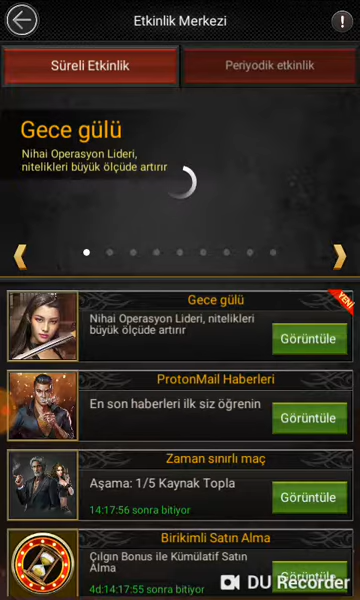 Etkinlik Merkezi
Süreli Etkinlik
Periyodik etkinlik
Gece gülü
Nihai Operasyon Lideri,
nitelikleri büyük ölçüde artırır
YENİ
Gece gülü
Nihai Operasyon Lideri, nitelikleri
büyük ölçüde artırır
Görüntüle
ProtonMail Haberleri
En son haberleri ilk siz öğrenin
Görüntüle
Zaman sınırlı maç
Aşama: 1/5 Kaynak Topla
14:17:56 sonra bitiyor
Görüntüle
Birikimli Satın Alma
Çılgın Bonus ile Kümülatif Satın
Alma
4d:14:17:55 sonra bitiyor
Görüntüle
DU Recorder